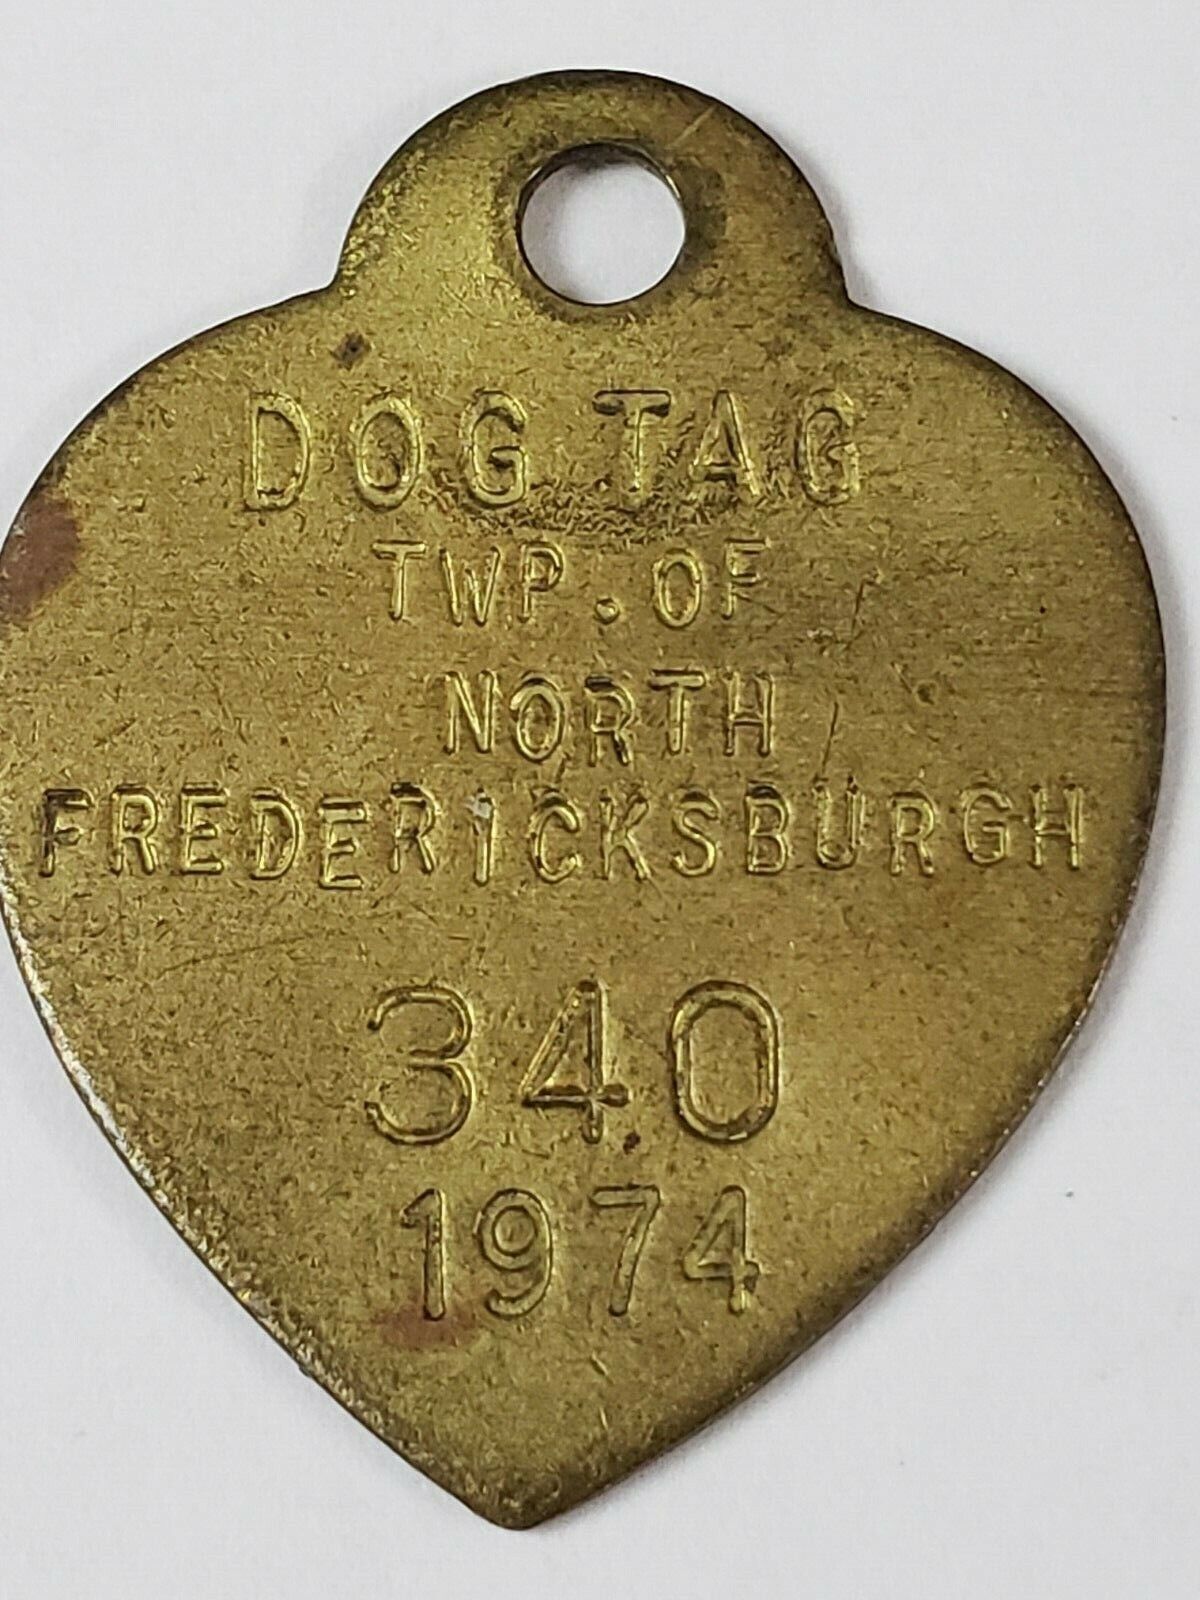 DOG TAG
TWP. OF
NORTH
FREDERICKSBURGH
340
1974